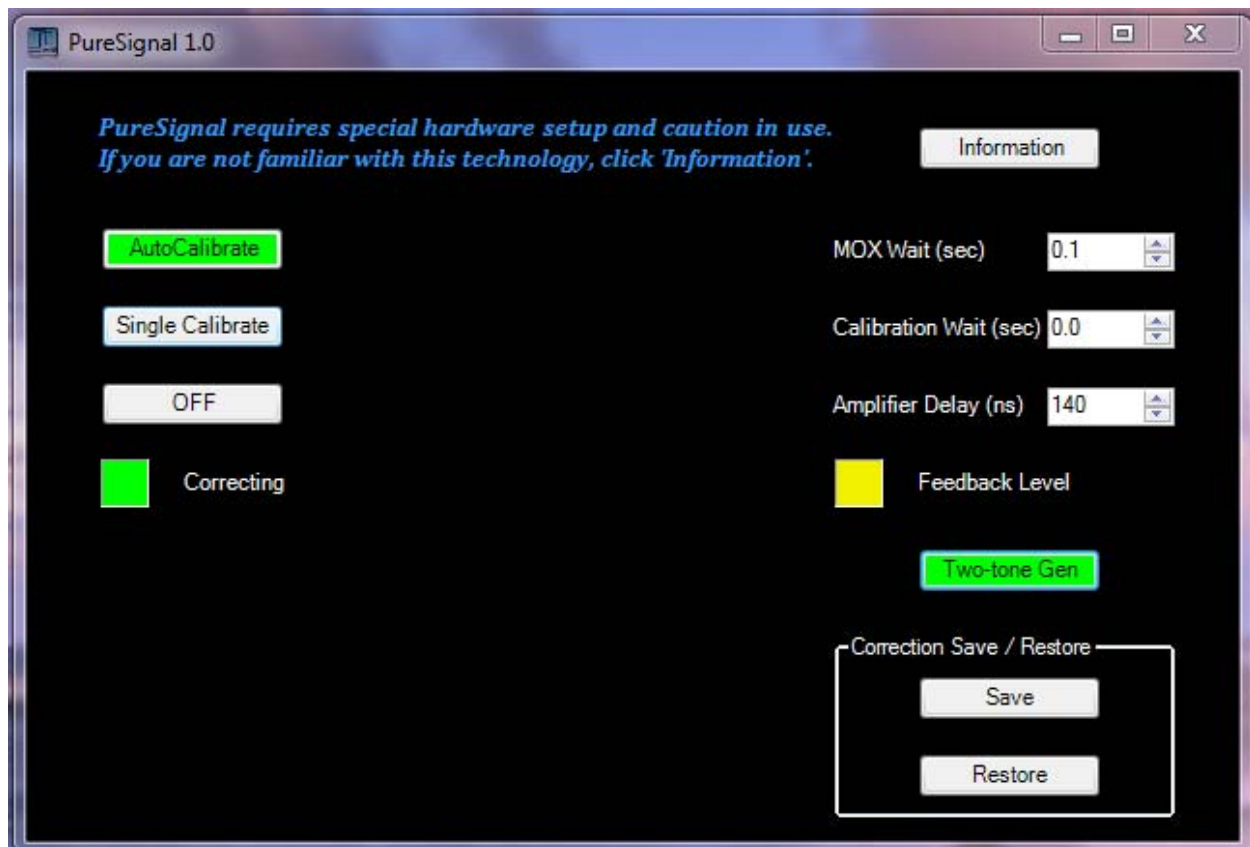 PureSignal 1.0
PureSignal requires special hardware setup and caution in use.
If you are not familiar with this technology, click 'Information'.
Information
AutoCalibrate
MOX Wait (sec) 0.1
Single Calibrate
Calibration Wait (sec) 0.0
OFF
Amplifier Delay (ns) 140
Correcting
Feedback Level
Two-tone Gen
Correction Save / Restore
Save
Restore